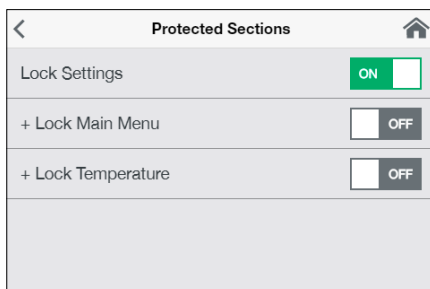 Protected Sections
Lock Settings ON
+ Lock Main Menu OFF
+ Lock Temperature OFF